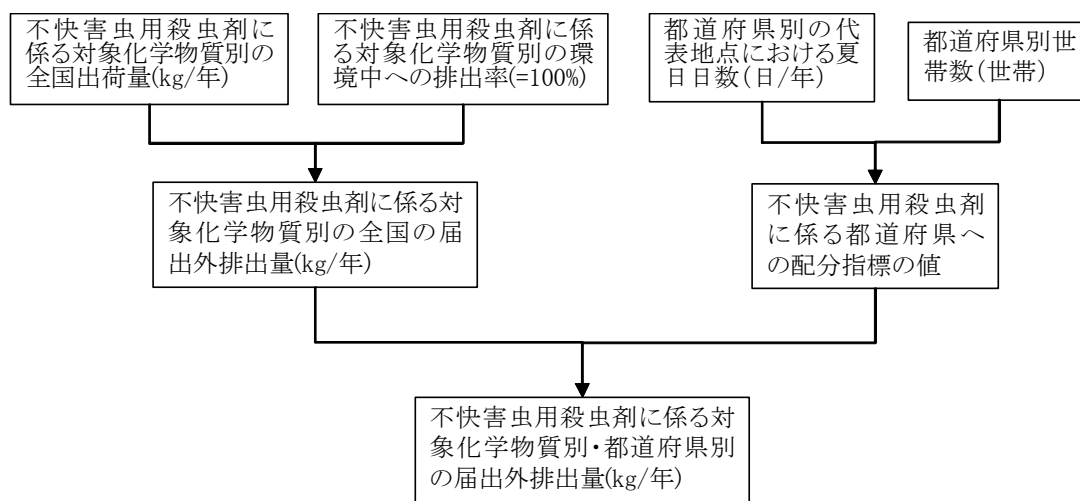 不快害虫用殺虫剤に
係る対象化学物質別の
全国出荷量(kg/年)
不快害虫用殺虫剤に係
る対象化学物質別の環
境中への排出率(=100%)
都道府県別の代
表地点における夏
日日数(日/年)
都道府県別世
帯数(世帯)
不快害虫用殺虫剤に係る対
象化学物質別の全国の届
出外排出量(kg/年)
不快害虫用殺虫剤
に係る都道府県へ
の配分指標の値
不快害虫用殺虫剤に係る対
象化学物質別・都道府県別
の届出外排出量(kg/年)